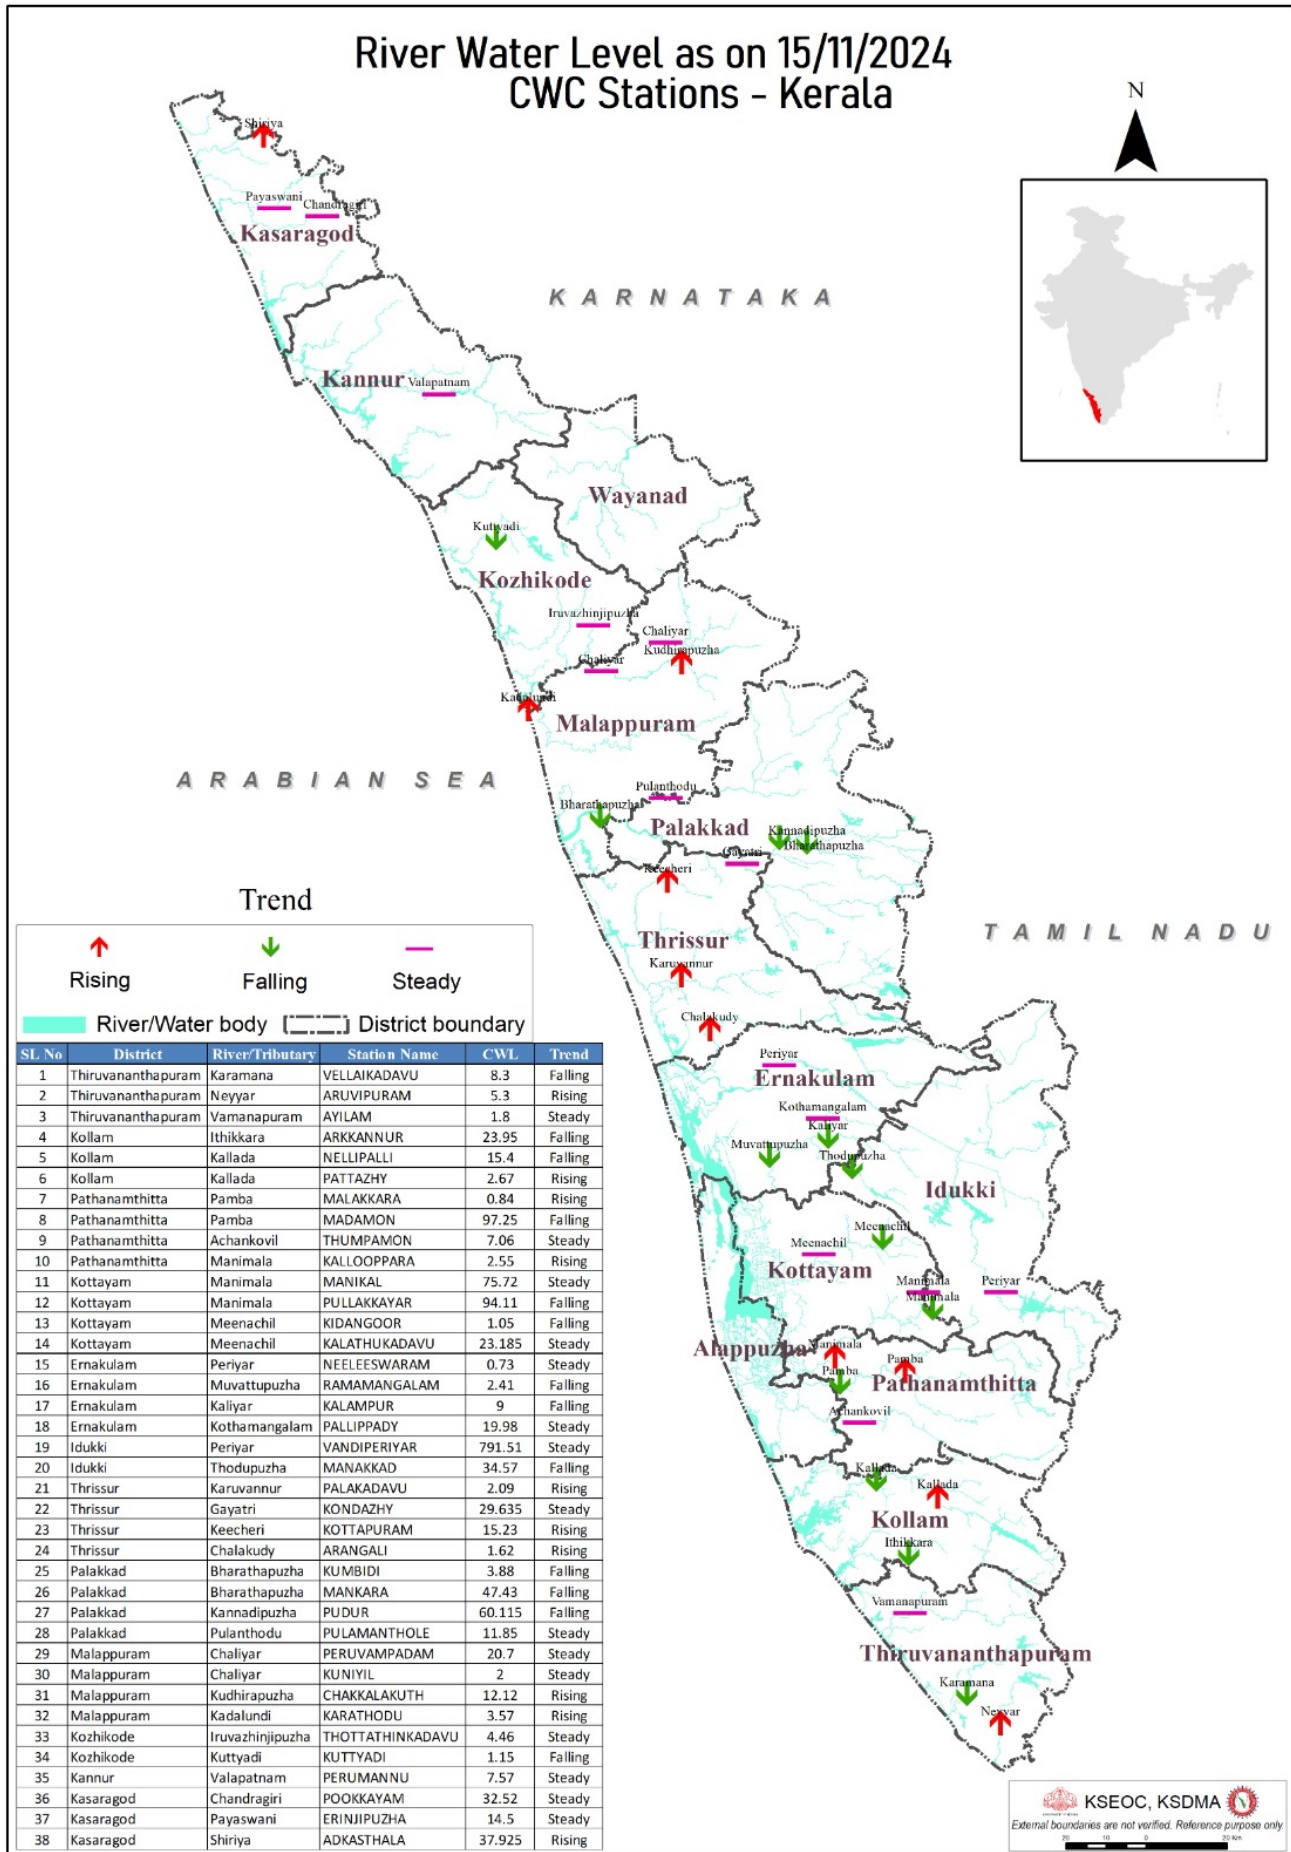 River Water Level as on 15/11/2024
CWC Stations - Kerala
N
Shiriya
Payaswani
Chandragiri
Kasaragod
KARNATAKA
Kannur
Valapatnam
Wayanad
Kuttyadi
Kozhikode
Iruvazhinjipuzha
Chaliyar
Kudhirapuzha
Chaliyar
Kadalundi
Malappuram
ARABIAN SEA
Pulanthodu
Bharathapuzha
Palakkad
Kannadipuzha
Bharathapuzha
Gayatri
Keecheri
TAMIL NADU
Thrissur
Karuvannur
Chalakudy
Periyar
Ernakulam
Kothamangalam
Kaliyar
Muvattupuzha
Thodupuzha
Idukki
Meenachil
Meenachil
Kottayam
Manimala
Periyar
Manimala
Alappuzha
Manimala
Pamba
Pamba
Pathanamthitta
Achankovil
Kallada
Kallada
Kollam
Ithikkara
Vamanapuram
Thiruvananthapuram
Karamana
Neyyar
Trend
Rising Falling Steady
River/Water body District boundary
SL No District River/Tributary Station Name CWL Trend
1 Thiruvananthapuram Karamana VELLAIKADAVU 8.3 Falling
2 Thiruvananthapuram Neyyar ARUVIPURAM 5.3 Rising
3 Thiruvananthapuram Vamanapuram AYILAM 1.8 Steady
4 Kollam Ithikkara ARKKANNUR 23.95 Falling
5 Kollam Kallada NELLIPALLI 15.4 Falling
6 Kollam Kallada PATTAZHY 2.67 Rising
7 Pathanamthitta Pamba MALAKKARA 0.84 Rising
8 Pathanamthitta Pamba MADAMON 97.25 Falling
9 Pathanamthitta Achankovil THUMPAMON 7.06 Steady
10 Pathanamthitta Manimala KALLOOPPARA 2.55 Rising
11 Kottayam Manimala MANIKAL 75.72 Steady
12 Kottayam Manimala PULLAKKAYAR 94.11 Falling
13 Kottayam Meenachil KIDANGOOR 1.05 Falling
14 Kottayam Meenachil KALATHUKADAVU 23.185 Steady
15 Ernakulam Periyar NEELEESWARAM 0.73 Steady
16 Ernakulam Muvattupuzha RAMAMANGALAM 2.41 Falling
17 Ernakulam Kaliyar KALAMPUR 9 Falling
18 Ernakulam Kothamangalam PALLIPPADY 19.98 Steady
19 Idukki Periyar VANDIPERIYAR 791.51 Steady
20 Idukki Thodupuzha MANAKKAD 34.57 Falling
21 Thrissur Karuvannur PALAKADAVU 2.09 Rising
22 Thrissur Gayatri KONDAZHY 29.635 Steady
23 Thrissur Keecheri KOTTAPURAM 15.23 Rising
24 Thrissur Chalakudy ARANGALI 1.62 Rising
25 Palakkad Bharathapuzha KUMBIDI 3.88 Falling
26 Palakkad Bharathapuzha MANKARA 47.43 Falling
27 Palakkad Kannadipuzha PUDUR 60.115 Falling
28 Palakkad Pulanthodu PULAMANTHOLE 11.85 Steady
29 Malappuram Chaliyar PERUVAMPADAM 20.7 Steady
30 Malappuram Chaliyar KUNIYIL 2 Steady
31 Malappuram Kudhirapuzha CHAKKALAKUTH 12.12 Rising
32 Malappuram Kadalundi KARATHODU 3.57 Rising
33 Kozhikode Iruvazhinjipuzha THOTTATHINKADAVU 4.46 Steady
34 Kozhikode Kuttyadi KUTTYADI 1.15 Falling
35 Kannur Valapatnam PERUMANNU 7.57 Steady
36 Kasaragod Chandragiri POOKKAYAM 32.52 Steady
37 Kasaragod Payaswani ERINJIPUZHA 14.5 Steady
38 Kasaragod Shiriya ADKASTHALA 37.925 Rising
KSEOC, KSDMA
External boundaries are not verified. Reference purpose only.
20 10 0 20 Km